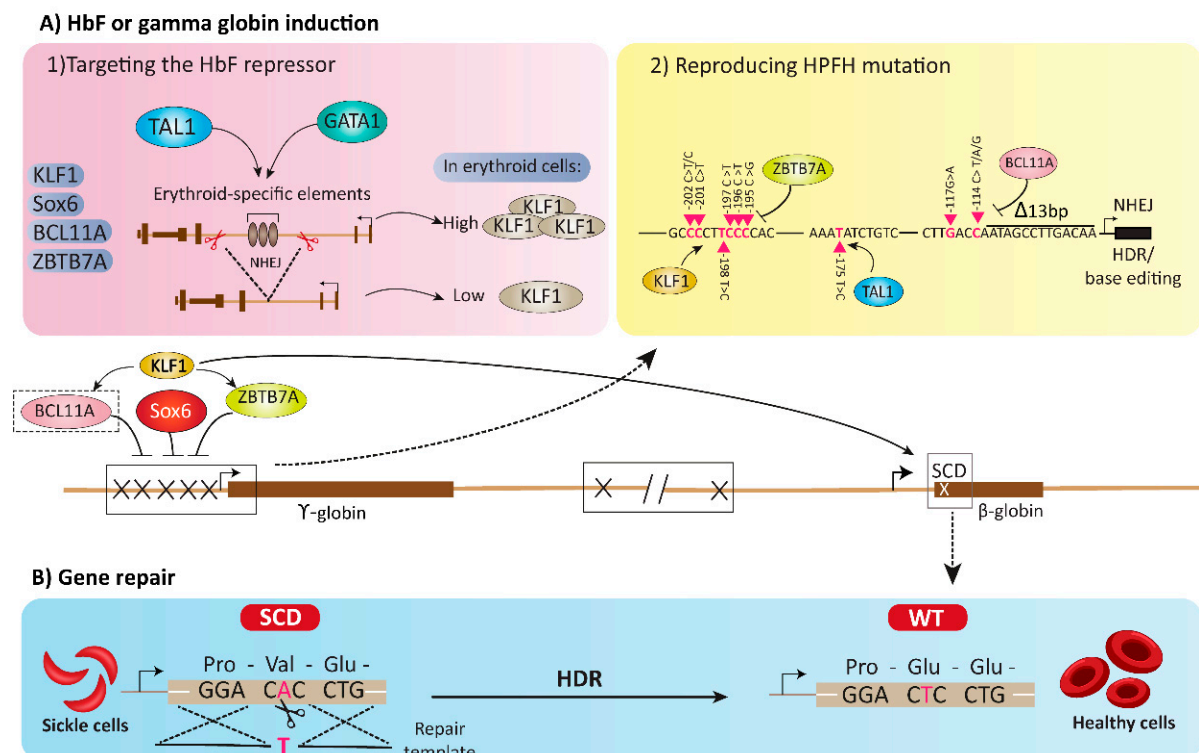 A) HbF or gamma globin induction
1)Targeting the HbF repressor
TAL1
GATA1
KLF1
Sox6
BCL11A
ZBTB7A
Erythroid-specific elements
NHEJ
In erythroid cells:
High
KLF1
KLF1
KLF1
Low
KLF1
2) Reproducing HPFH mutation
-202 C>T/C
-201 C>T
-197 C >T
-196 C >T
-195 C >G
ZBTB7A
-117G>A
-114 C> T/A/G
BCL11A
Δ13bp
NHEJ
GCCCCTTCCCCCAC
AAATATCTGTC
CTTGACCAATAGCCTTGACAA
HDR/
base editing
KLF1
-198 T>C
-175 T>C
TAL1
KLF1
BCL11A
Sox6
ZBTB7A
X X X X X
ϒ-globin
X
//
X
SCD
X
β-globin
B) Gene repair
SCD
Pro - Val - Glu -
GGA CAC CTG
Sickle cells
T
Repair
template
HDR
WT
Pro - Glu - Glu -
GGA CTC CTG
Healthy cells